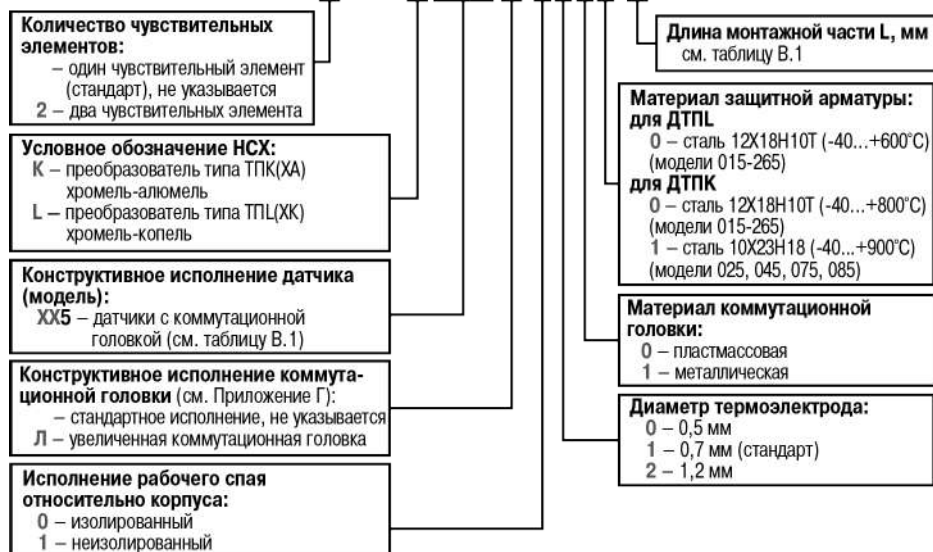 Количество чувствительных
элементов:
– один чувствительный элемент
(стандарт), не указывается
2 – два чувствительных элемента
Условное обозначение НСХ:
К – преобразователь типа ТПК(ХА)
хромель-алюмель
L – преобразователь типа ТПL(ХК)
хромель-копель
Конструктивное исполнение датчика
(модель):
ХХ5 – датчики с коммутационной
головкой (см. таблицу В.1)
Конструктивное исполнение коммута-
ционной головки (см. Приложение Г):
– стандартное исполнение, не указывается
Л – увеличенная коммутационная головка
Исполнение рабочего спая
относительно корпуса:
0 – изолированный
1 – неизолированный
Длина монтажной части L, мм
см. таблицу В.1
Материал защитной арматуры:
для ДТПL
0 – сталь 12Х18Н10Т (-40...+600°С)
(модели 015-265)
для ДТПК
0 – сталь 12Х18Н10Т (-40...+800°С)
(модели 015-265)
1 – сталь 10Х23Н18 (-40...+900°С)
(модели 025, 045, 075, 085)
Материал коммутационной
головки:
0 – пластмассовая
1 – металлическая
Диаметр термоэлектрода:
0 – 0,5 мм
1 – 0,7 мм (стандарт)
2 – 1,2 мм